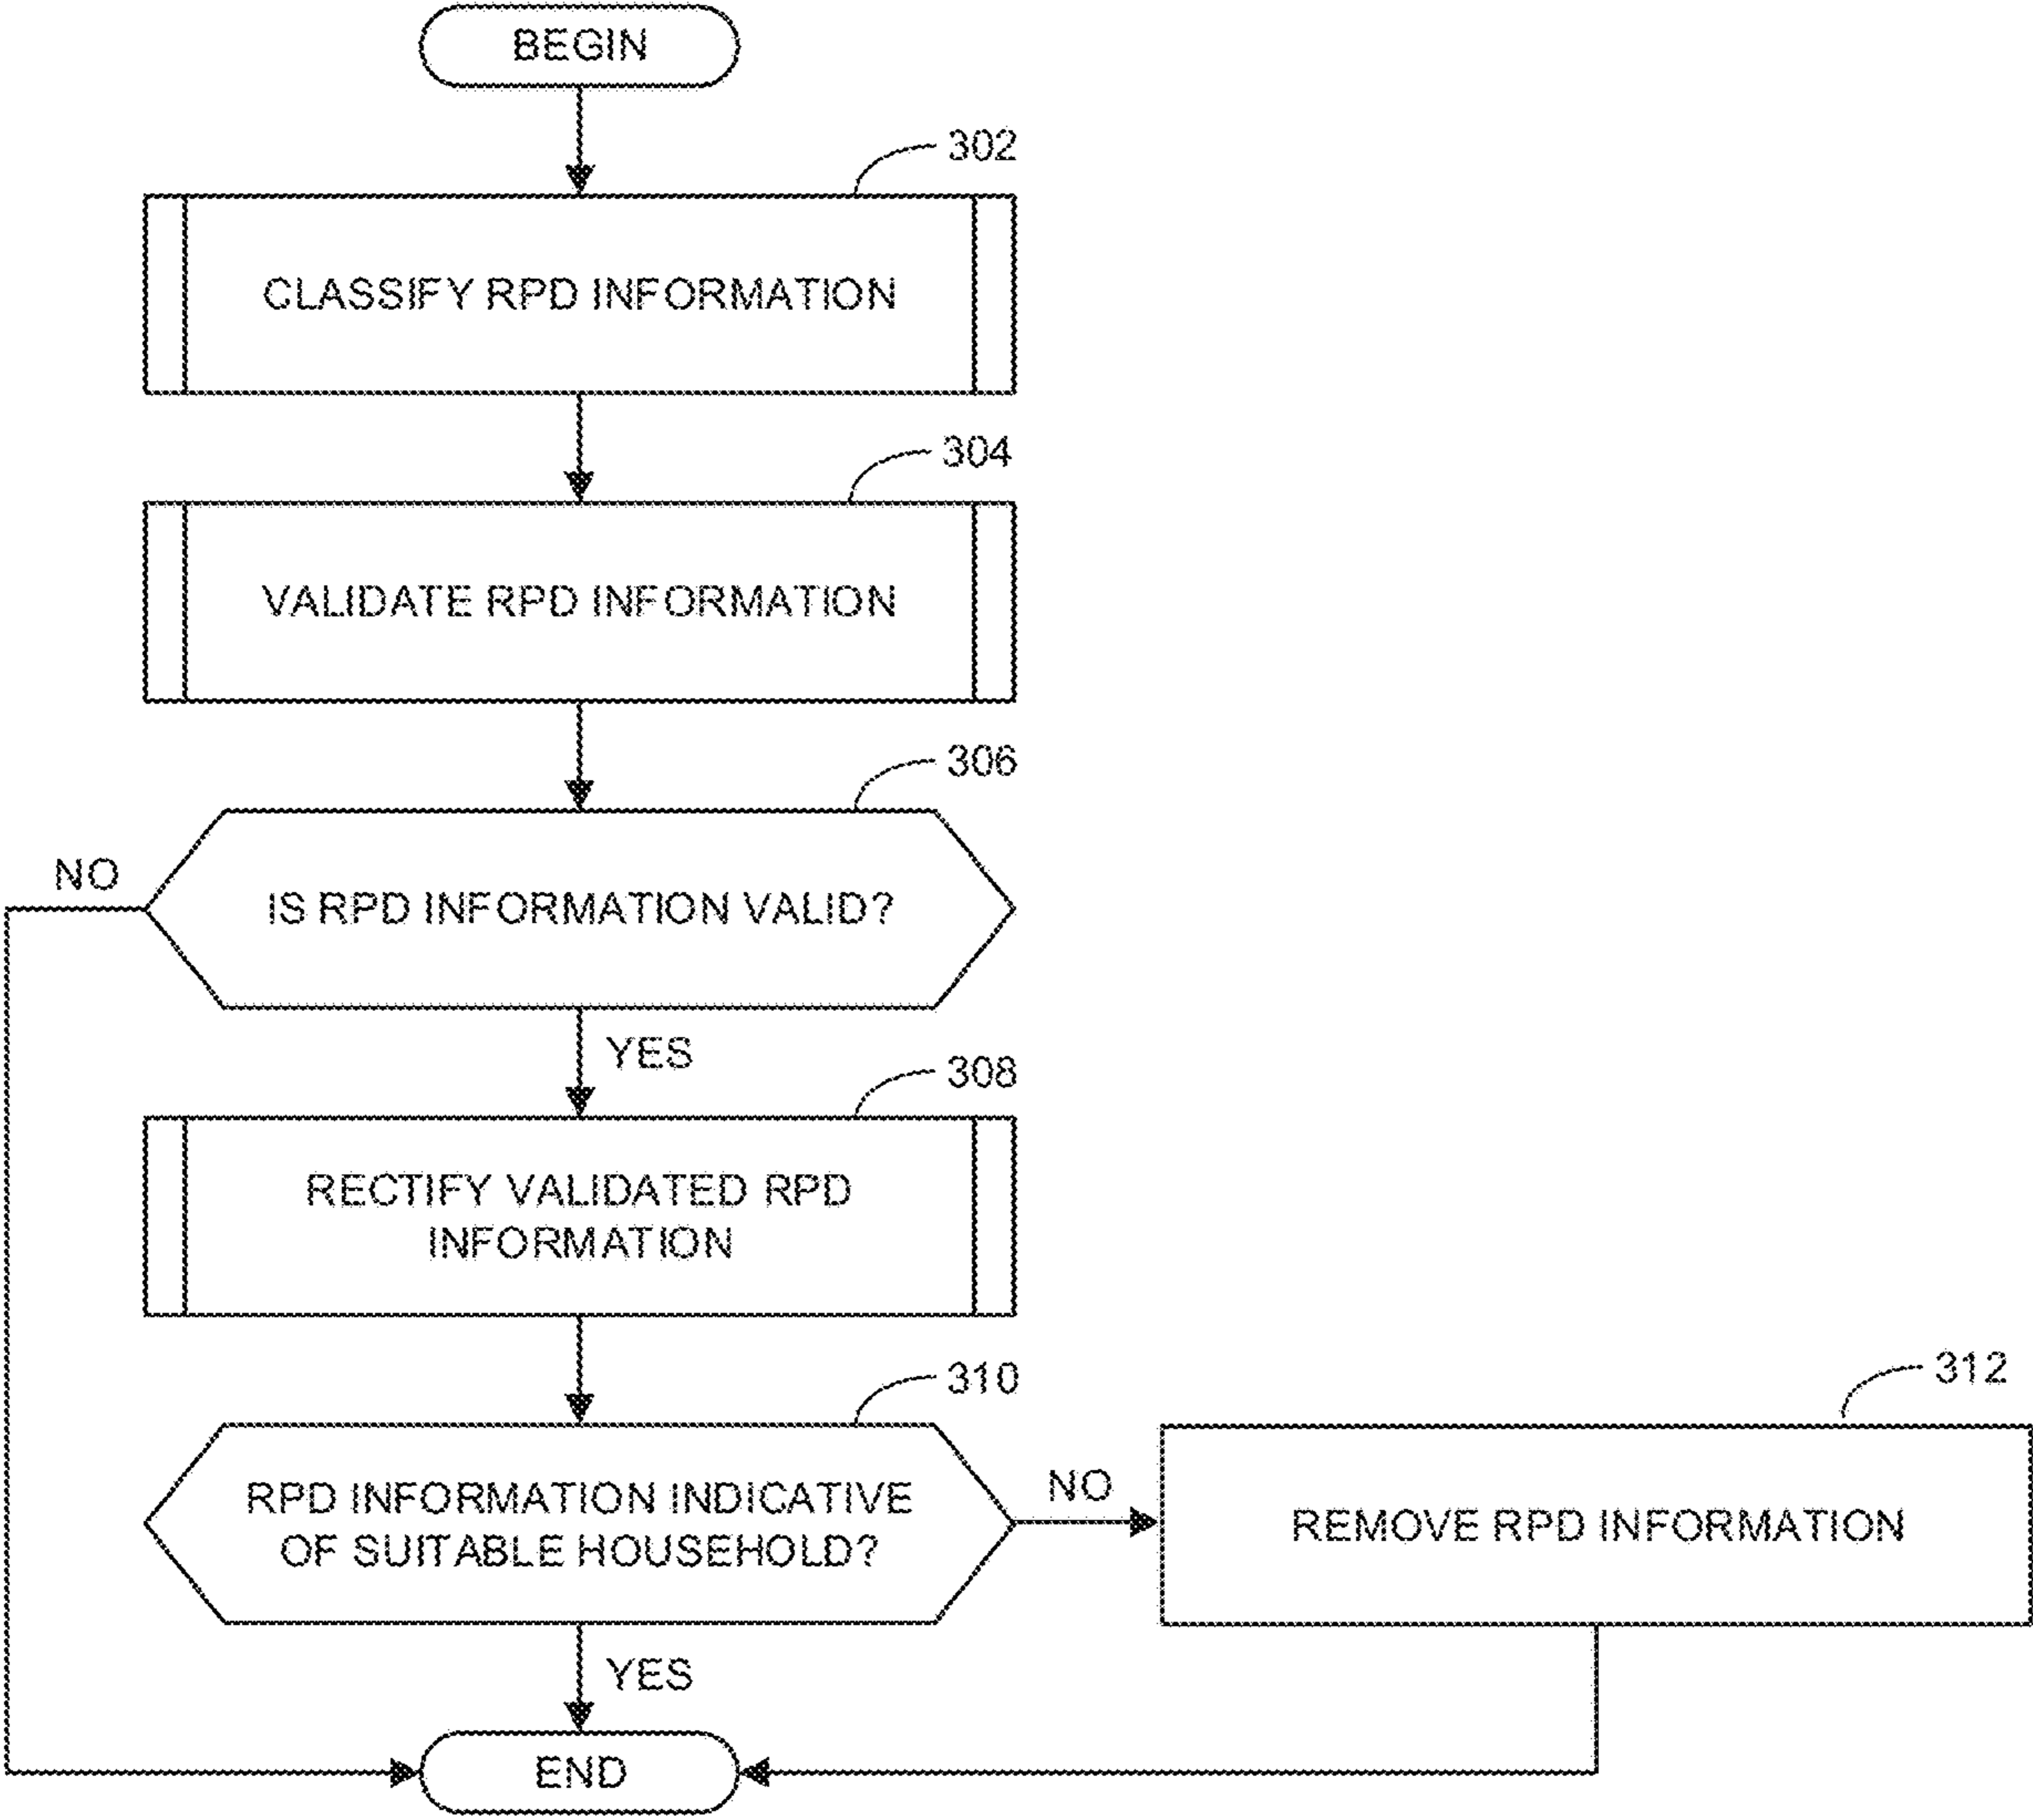 BEGIN
302
CLASSIFY RPD INFORMATION
304
VALIDATE RPD INFORMATION
306
NO
IS RPD INFORMATION VALID?
YES
308
RECTIFY VALIDATED RPD
INFORMATION
310
312
RPD INFORMATION INDICATIVE
OF SUITABLE HOUSEHOLD?
NO
REMOVE RPD INFORMATION
YES
END